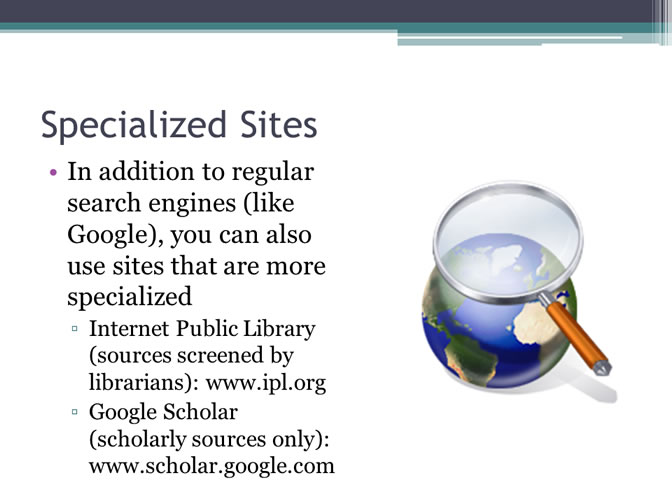 Specialized Sites
• In addition to regular
search engines (like
Google), you can also
use sites that are more
specialized
▫ Internet Public Library
(sources screened by
librarians): www.ipl.org
▫ Google Scholar
(scholarly sources only):
www.scholar.google.com